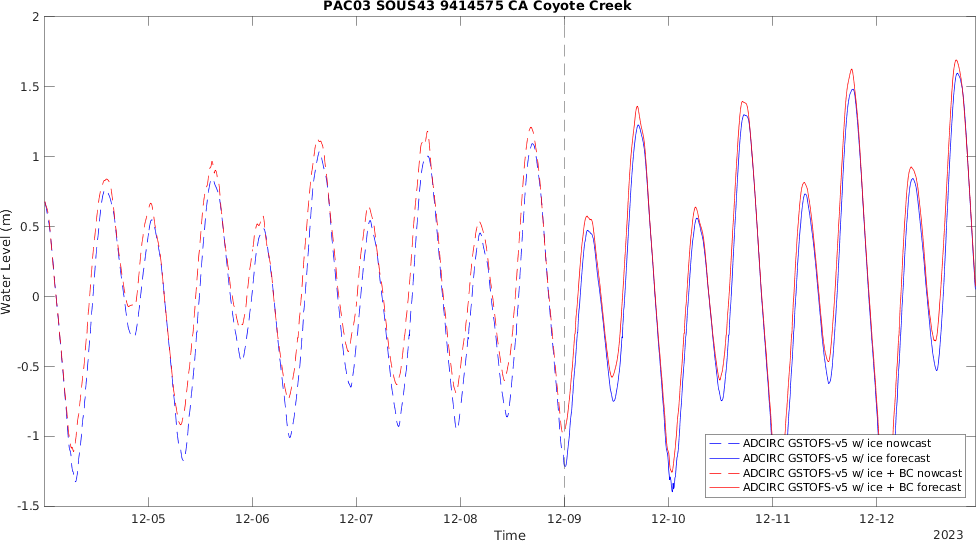 PAC03 SOUS43 9414575 CA Coyote Creek
2
1.5
1
0.5
0
-0.5
-1
-1.5
Water Level (m)
12-05 12-06 12-07 12-08 12-09 12-10 12-11 12-12
Time
2023
ADCIRC GSTOFS-v5 w/ ice nowcast
ADCIRC GSTOFS-v5 w/ ice forecast
ADCIRC GSTOFS-v5 w/ ice + BC nowcast
ADCIRC GSTOFS-v5 w/ ice + BC forecast